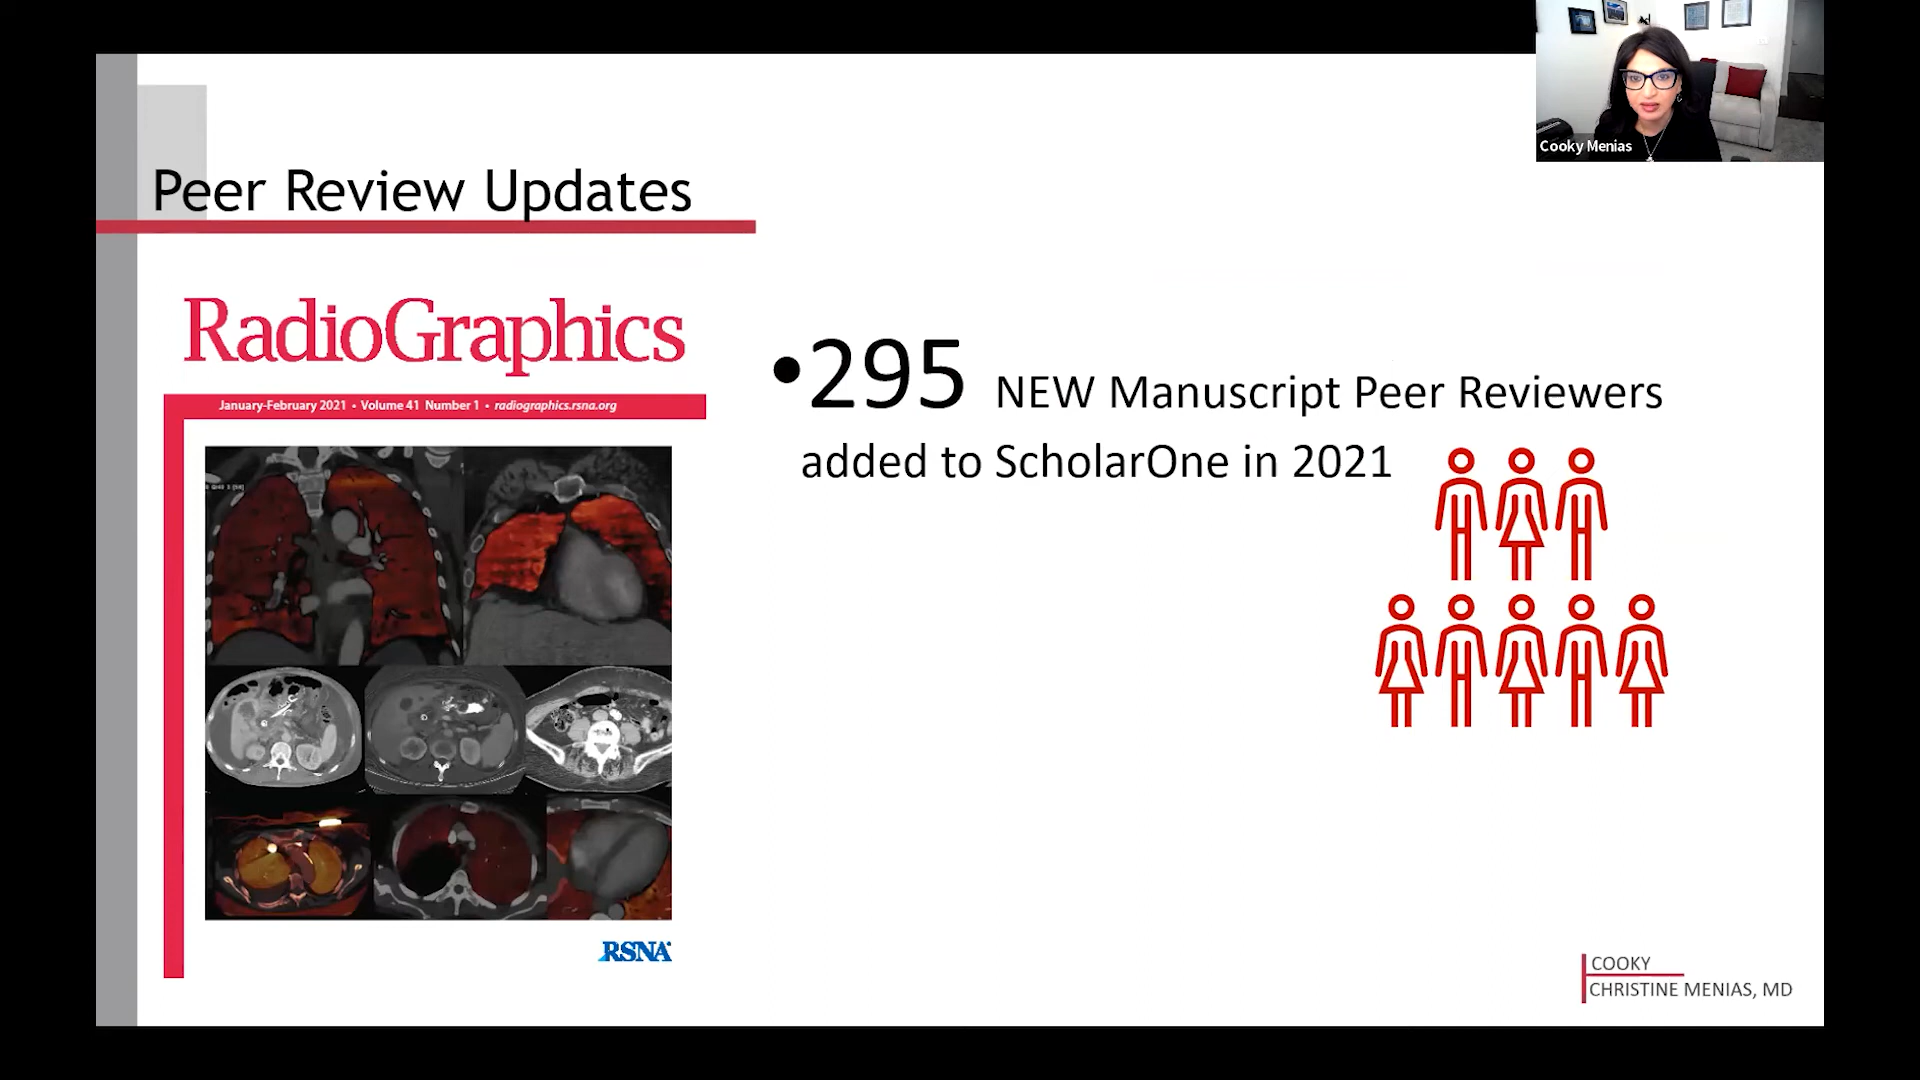 Cooky Menias
Peer Review Updates
RadioGraphics
January-February 2021 • Volume 41 Number 1 • radiographics.rsna.org
RSNA
•295 NEW Manuscript Peer Reviewers
added to ScholarOne in 2021
COOKY
CHRISTINE MENIAS, MD